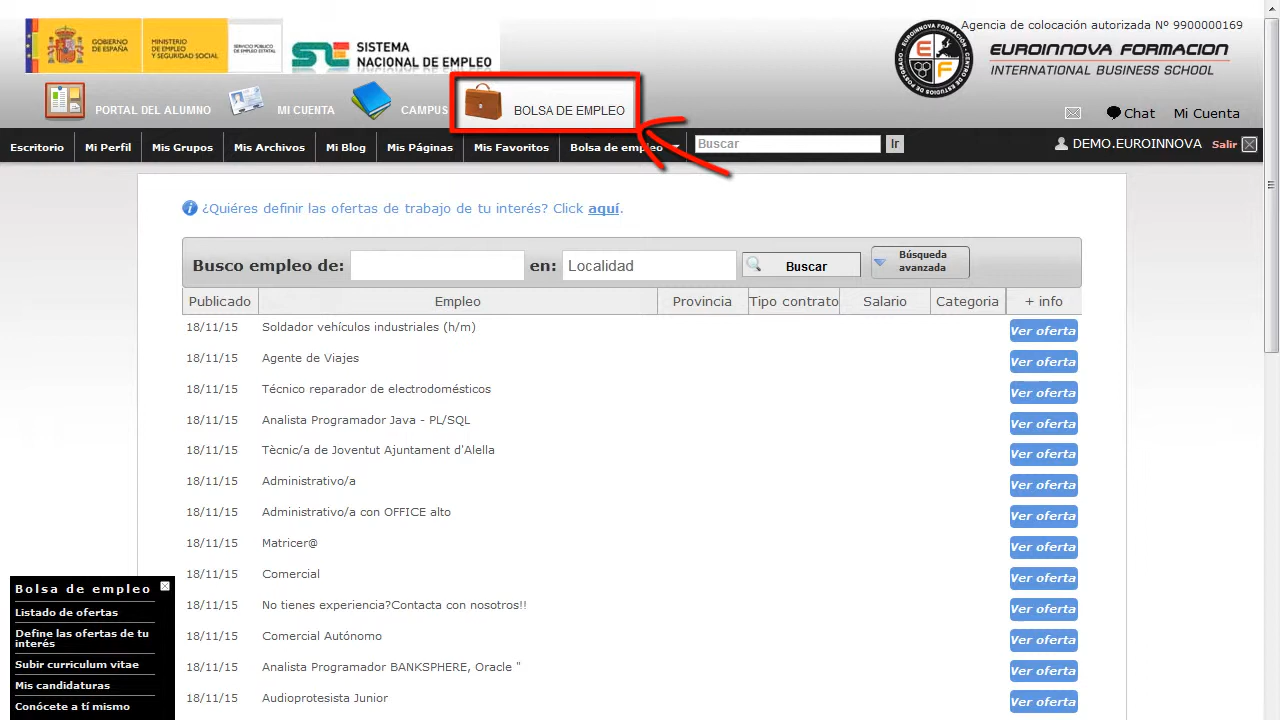 GOBIERNO
DE ESPAÑA
MINISTERIO
DE EMPLEO
Y SEGURIDAD SOCIAL
SERVICIO PÚBLICO
DE EMPLEO ESTATAL
SISTEMA
NACIONAL DE EMPLEO
Agencia de colocación autorizada Nº 9900000169
EUROINNOVA FORMACION
INTERNATIONAL BUSINESS SCHOOL
PORTAL DEL ALUMNO
MI CUENTA
CAMPUS
BOLSA DE EMPLEO
Chat
Mi Cuenta
Escritorio
Mi Perfil
Mis Grupos
Mis Archivos
Mi Blog
Mis Páginas
Mis Favoritos
Bolsa de empleo
Buscar
Ir
DEMO.EUROINNOVA
Salir
¿Quiéres definir las ofertas de trabajo de tu interés? Click aquí.
Busco empleo de:
en: Localidad
Buscar
Búsqueda
avanzada
Publicado Empleo Provincia Tipo contrato Salario Categoria + info
18/11/15 Soldador vehículos industriales (h/m) Ver oferta
18/11/15 Agente de Viajes Ver oferta
18/11/15 Técnico reparador de electrodomésticos Ver oferta
18/11/15 Analista Programador Java - PL/SQL Ver oferta
18/11/15 Tècnic/a de Joventut Ajuntament d'Alella Ver oferta
18/11/15 Administrativo/a Ver oferta
18/11/15 Administrativo/a con OFFICE alto Ver oferta
18/11/15 Matricer@ Ver oferta
18/11/15 Comercial Ver oferta
18/11/15 No tienes experiencia?Contacta con nosotros!! Ver oferta
18/11/15 Comercial Autónomo Ver oferta
18/11/15 Analista Programador BANKSPHERE, Oracle " Ver oferta
18/11/15 Audioprotesista Junior Ver oferta
Bolsa de empleo
Listado de ofertas
Define las ofertas de tu
interés
Subir curriculum vitae
Mis candidaturas
Conócete a tí mismo